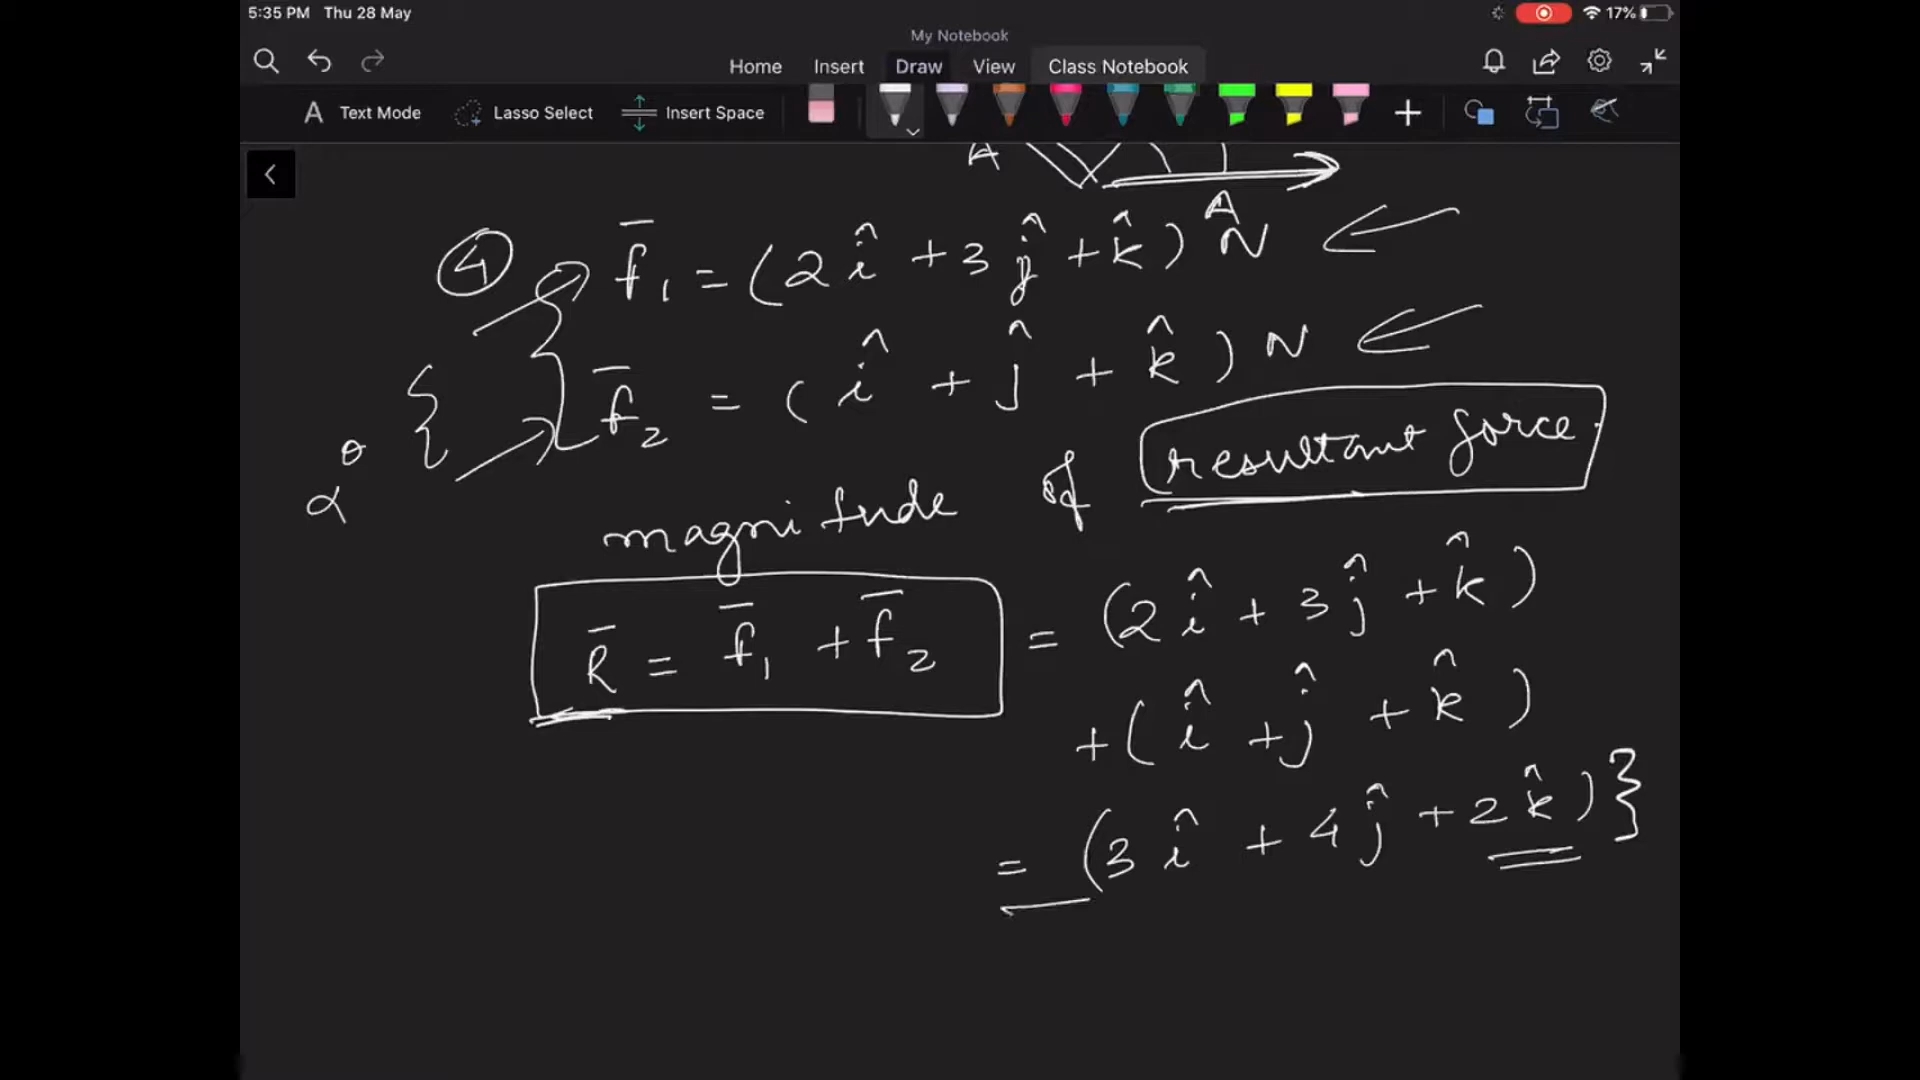 5:35 PM Thu 28 May 17%
My Notebook
Home Insert Draw View Class Notebook
A Text Mode Lasso Select Insert Space
A
A
④ f̄₁ = (2î + 3ĵ + k̂) N
f̄₂ = (î + ĵ + k̂) N
θ
α
magnitude of resultant force
R̄ = f̄₁ + f̄₂ = (2î + 3ĵ + k̂)
+ (î + ĵ + k̂)
= (3î + 4ĵ + 2k̂) }